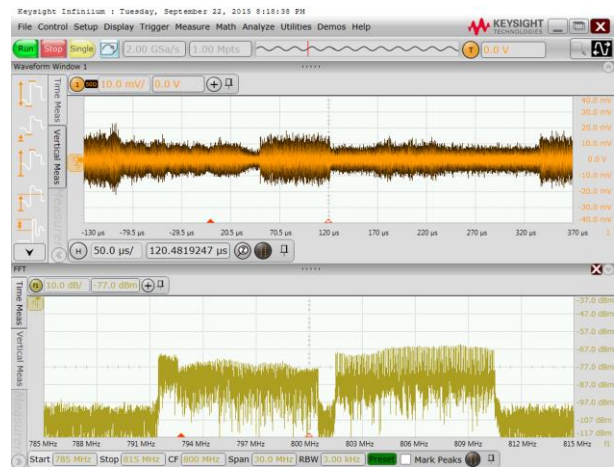 Keysight Infiniium : Tuesday, September 22, 2015 8:18:38 PM
File Control Setup Display Trigger Measure Math Analyze Utilities Demos Help
KEYSIGHT
TECHNOLOGIES
Run Stop Single 2.00 GSa/s 1.00 Mpts T 0.0 V
Waveform Window 1
1 50Ω 10.0 mV/ 0.0 V
Time Meas
Vertical Meas
40.0 mV
30.0 mV
20.0 mV
10.0 mV
0.0 V
-10.0 mV
-20.0 mV
-30.0 mV
-40.0 mV
-130 µs -79.5 µs -29.5 µs 20.5 µs 70.5 µs 120 µs 170 µs 220 µs 270 µs 320 µs 370 µs 1
H 50.0 µs/ 120.4819247 µs
FFT
f1 10.0 dB/ -77.0 dBm
Time Meas
Vertical Meas
-37.0 dBm
-47.0 dBm
-57.0 dBm
-67.0 dBm
-77.0 dBm
-87.0 dBm
-97.0 dBm
-107 dBm
-117 dBm
785 MHz 788 MHz 791 MHz 794 MHz 797 MHz 800 MHz 803 MHz 806 MHz 809 MHz 812 MHz 815 MHz
f1
Start 785 MHz Stop 815 MHz CF 800 MHz Span 30.0 MHz RBW 3.00 kHz Preset Mark Peaks